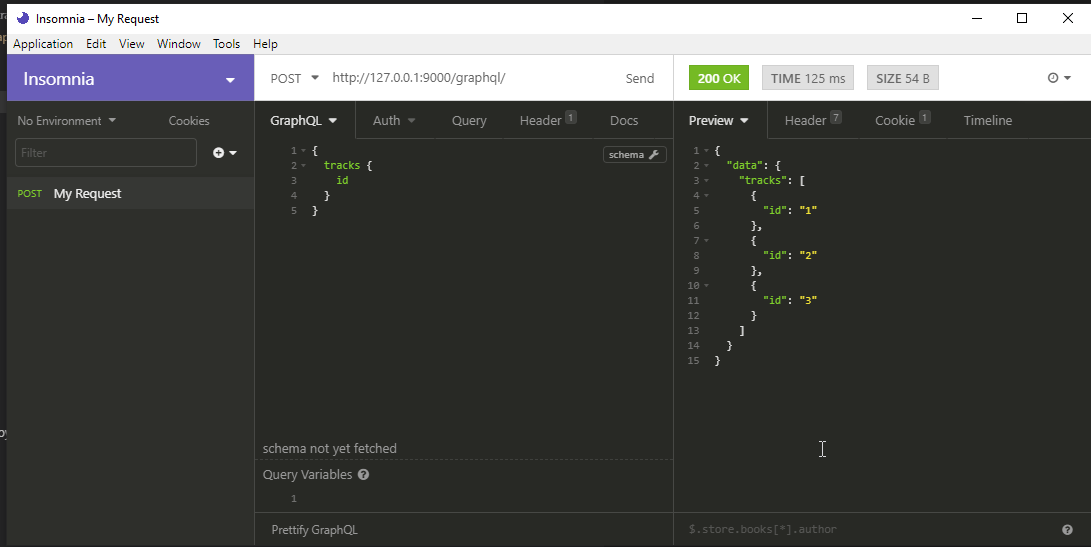 Insomnia – My Request
Application Edit View Window Tools Help
Insomnia
POST http://127.0.0.1:9000/graphql/ Send
200 OK TIME 125 ms SIZE 54 B
No Environment Cookies
GraphQL Auth Query Header 1 Docs
Preview Header 7 Cookie 1 Timeline
Filter
POST My Request
schema
1 {
2 tracks {
3 id
4 }
5 }
schema not yet fetched
Query Variables ?
1
Prettify GraphQL
1 {
2 "data": {
3 "tracks": [
4 {
5 "id": "1"
6 },
7 {
8 "id": "2"
9 },
10 {
11 "id": "3"
12 }
13 ]
14 }
15 }
$.store.books[*].author ?